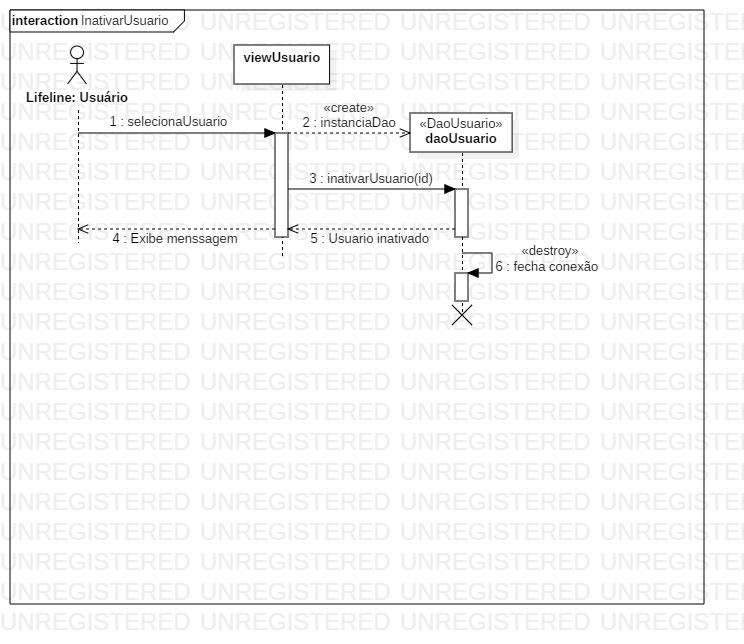 interaction InativarUsuario
viewUsuario
Lifeline: Usuário
«create»
1 : selecionaUsuario
2 : instanciaDao
«DaoUsuario»
daoUsuario
3 : inativarUsuario(id)
4 : Exibe menssagem
5 : Usuario inativado
«destroy»
6 : fecha conexão
UNREGISTERED UNREGISTERED UNREGISTERED UNREGISTERED